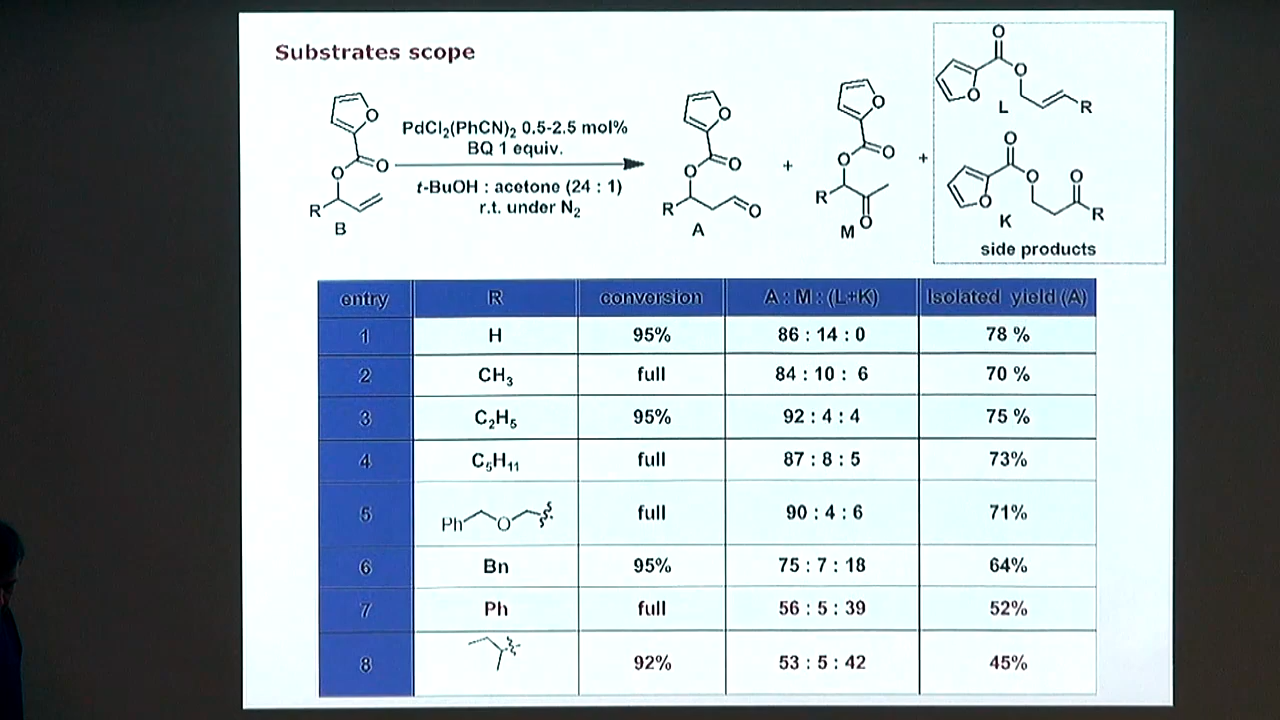 Substrates scope
PdCl2(PhCN)2 0.5-2.5 mol%
BQ 1 equiv.
t-BuOH : acetone (24 : 1)
r.t. under N2
O
O
O
R
B
O
O
O
R
O
A
+
O
O
O
R
O
M
+
O
O
O
R
L
O
O
O
O
R
K
side products
entry R conversion A : M : (L+K) Isolated yield (A)
1 H 95% 86 : 14 : 0 78 %
2 CH3 full 84 : 10 : 6 70 %
3 C2H5 95% 92 : 4 : 4 75 %
4 C5H11 full 87 : 8 : 5 73%
5 Ph O full 90 : 4 : 6 71%
6 Bn 95% 75 : 7 : 18 64%
7 Ph full 56 : 5 : 39 52%
8 92% 53 : 5 : 42 45%